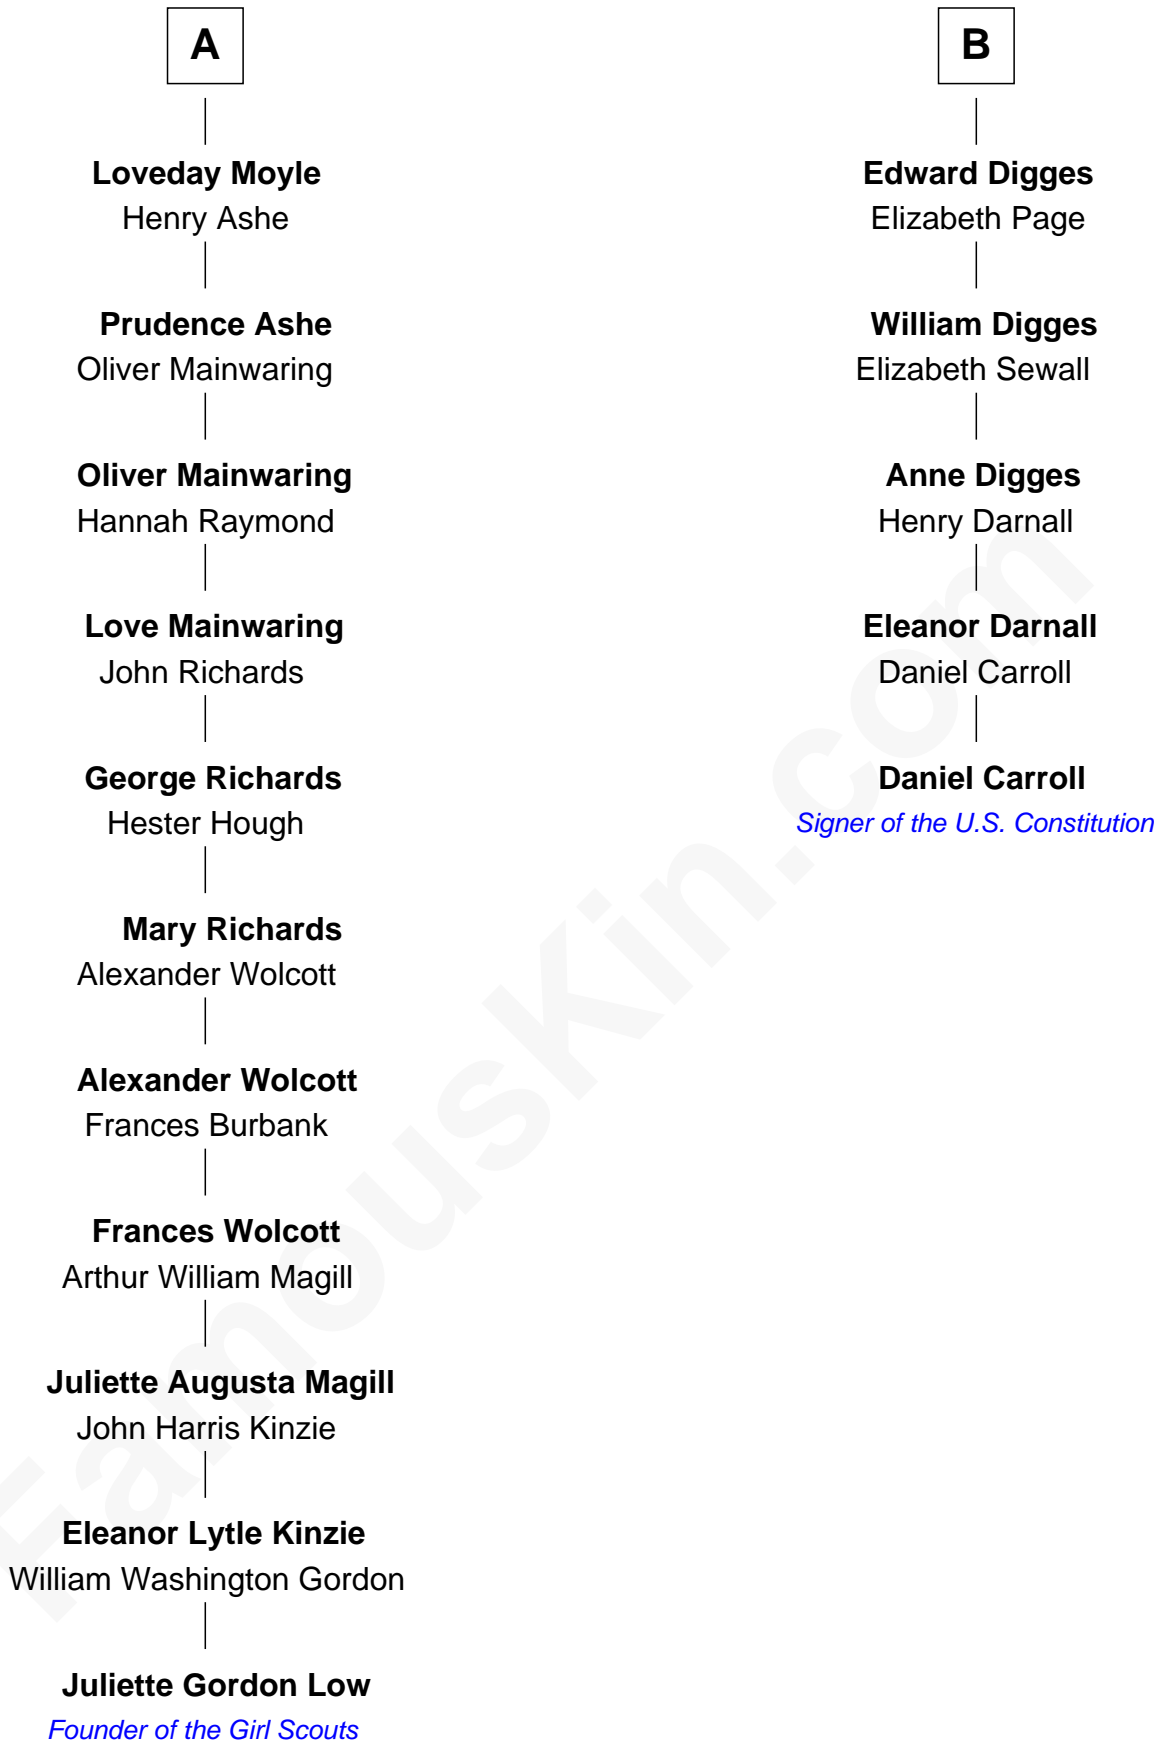 A
Loveday Moyle
Henry Ashe
Prudence Ashe
Oliver Mainwaring
Oliver Mainwaring
Hannah Raymond
Love Mainwaring
John Richards
George Richards
Hester Hough
Mary Richards
Alexander Wolcott
Alexander Wolcott
Frances Burbank
Frances Wolcott
Arthur William Magill
Juliette Augusta Magill
John Harris Kinzie
Eleanor Lytle Kinzie
William Washington Gordon
Juliette Gordon Low
Founder of the Girl Scouts
B
Edward Digges
Elizabeth Page
William Digges
Elizabeth Sewall
Anne Digges
Henry Darnall
Eleanor Darnall
Daniel Carroll
Daniel Carroll
Signer of the U.S. Constitution
FamousKin.com